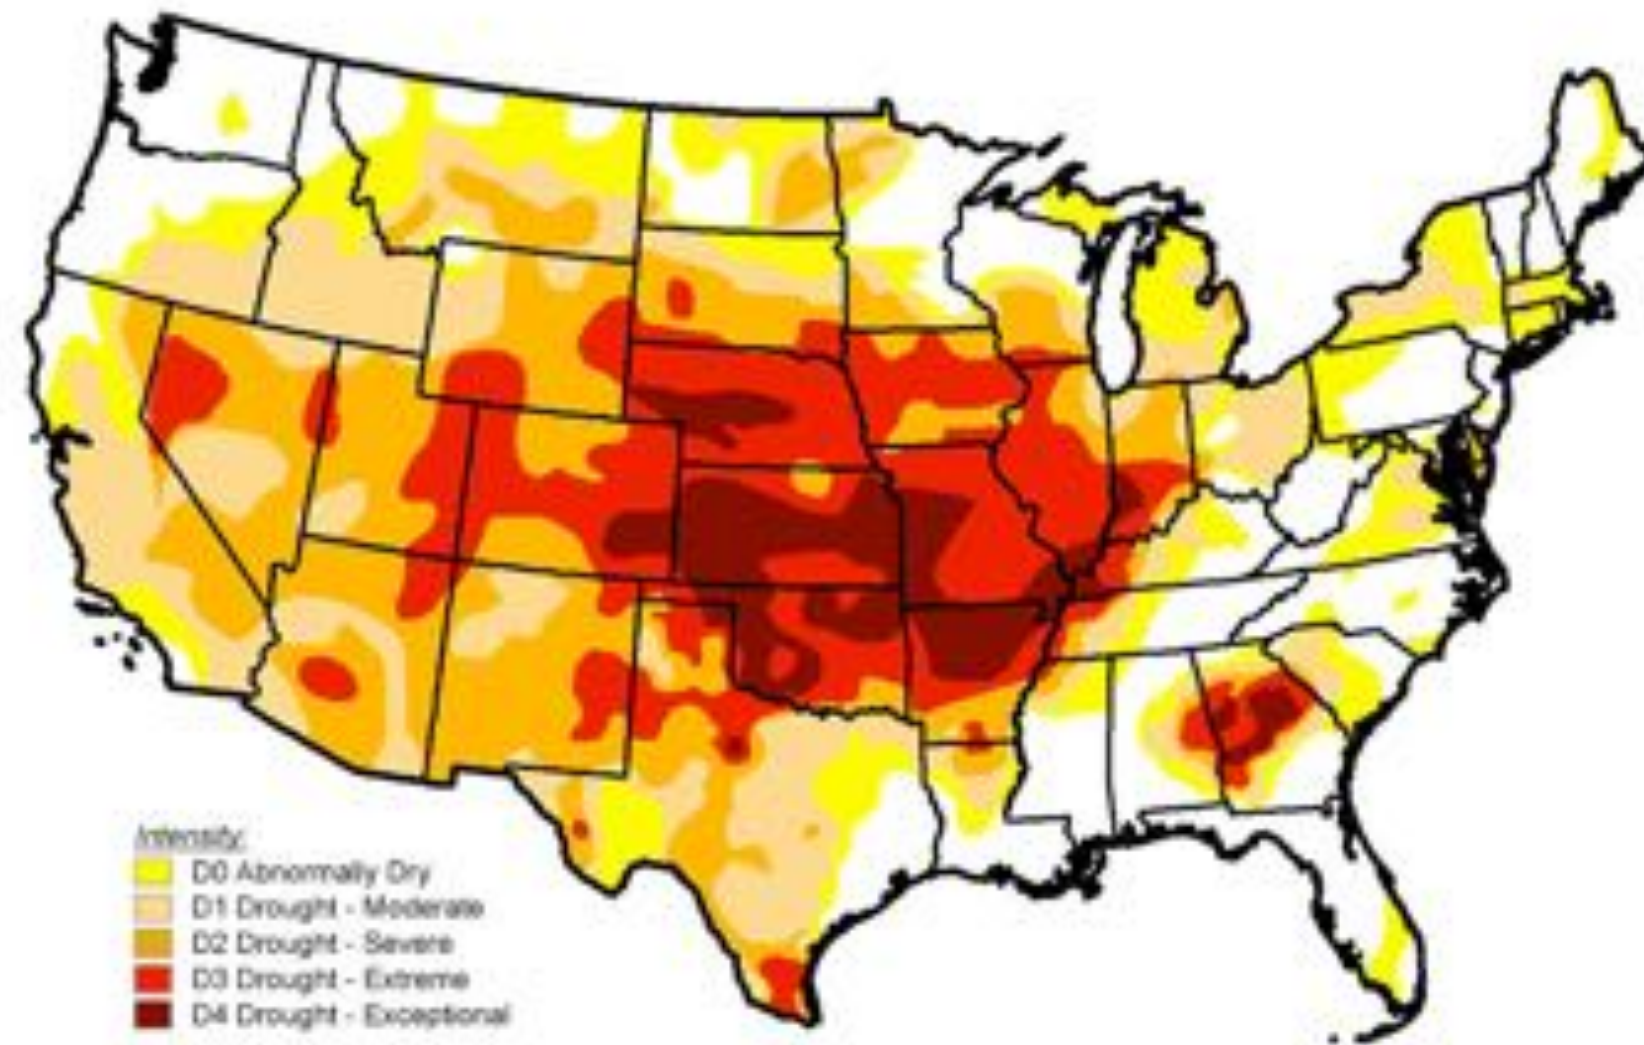 Intensity:
D0 Abnormally Dry
D1 Drought - Moderate
D2 Drought - Severe
D3 Drought - Extreme
D4 Drought - Exceptional